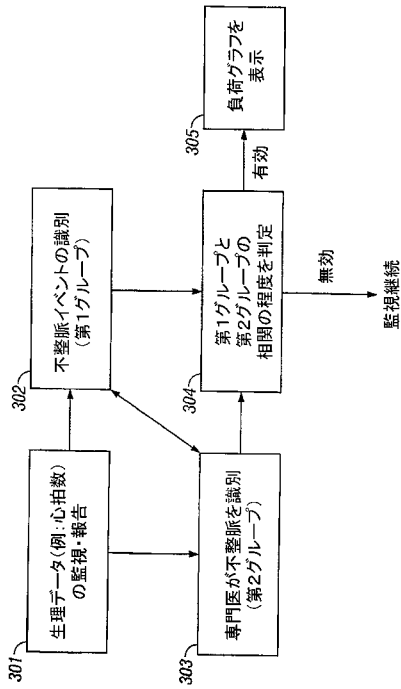 301
生理データ(例:心拍数)
の監視・報告
302
不整脈イベントの識別
(第1グループ)
303
専門医が不整脈を識別
(第2グループ)
304
第1グループと
第2グループの
相関の程度を判定
有効
305
負荷グラフを
表示
無効
監視継続